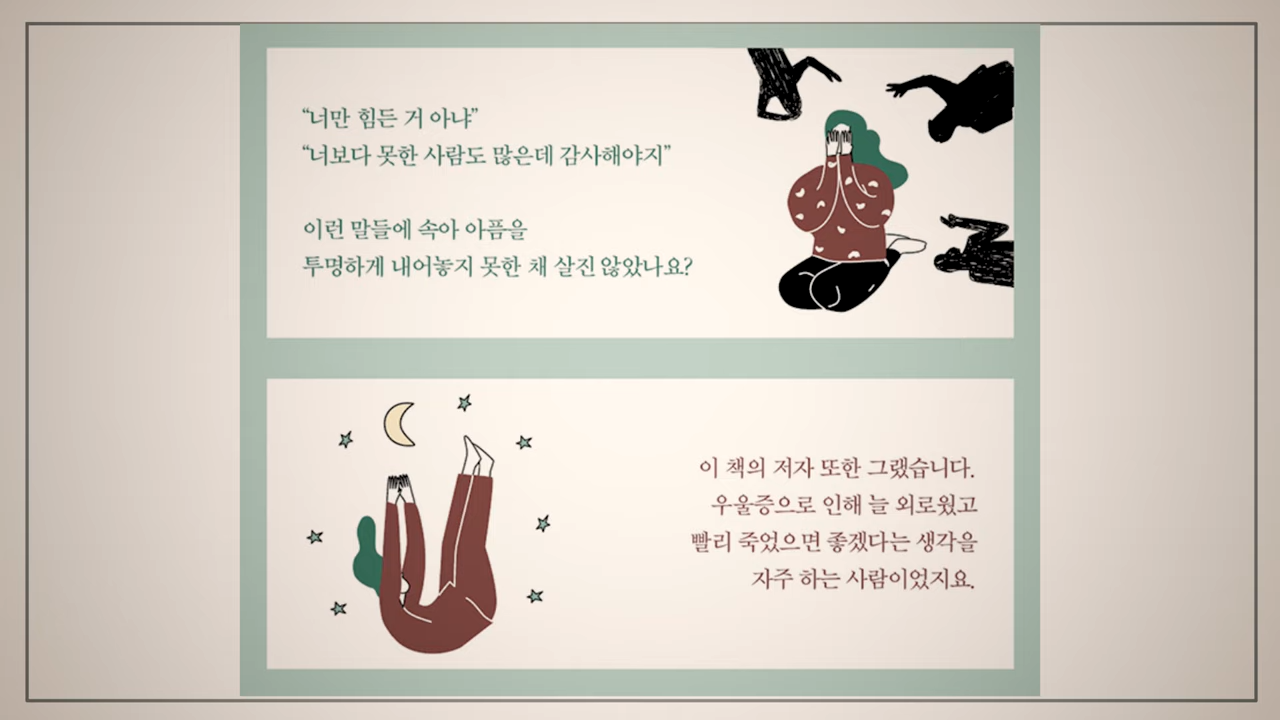 “너만 힘든 거 아냐”
“너보다 못한 사람도 많은데 감사해야지”
이런 말들에 속아 아픔을
투명하게 내어놓지 못한 채 살진 않았나요?
이 책의 저자 또한 그랬습니다.
우울증으로 인해 늘 외로웠고
빨리 죽었으면 좋겠다는 생각을
자주 하는 사람이었지요.